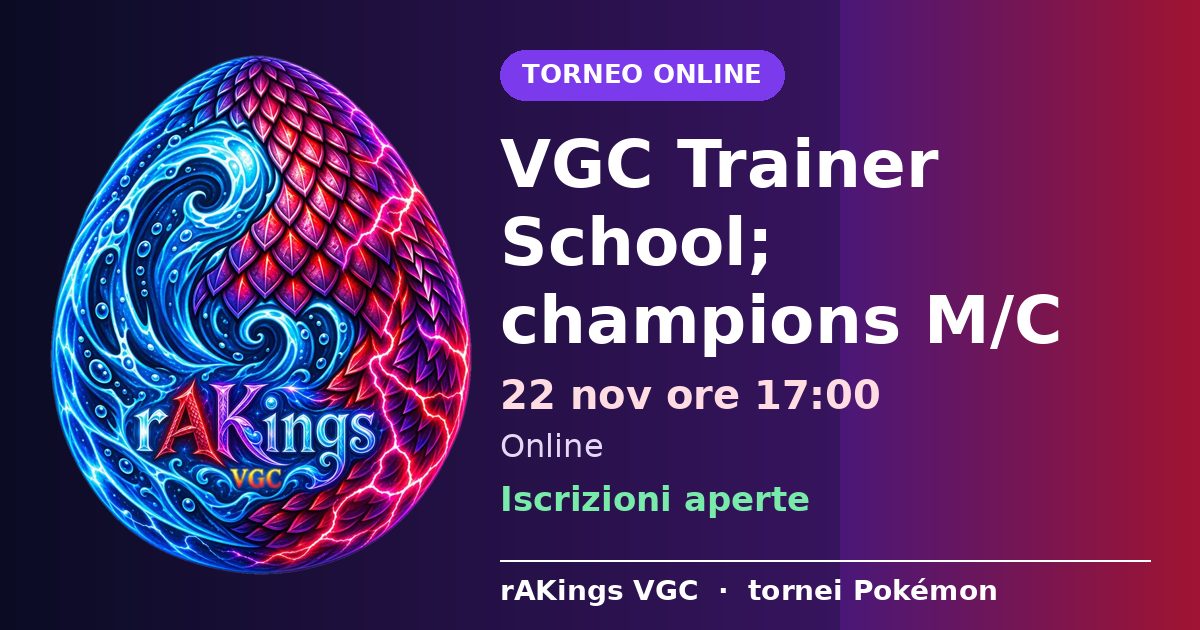 TORNEO ONLINE
VGC Trainer
School;
champions M/C
22 nov ore 17:00
Online
Iscrizioni aperte
rAKings
VGC
rAKings VGC · tornei Pokémon